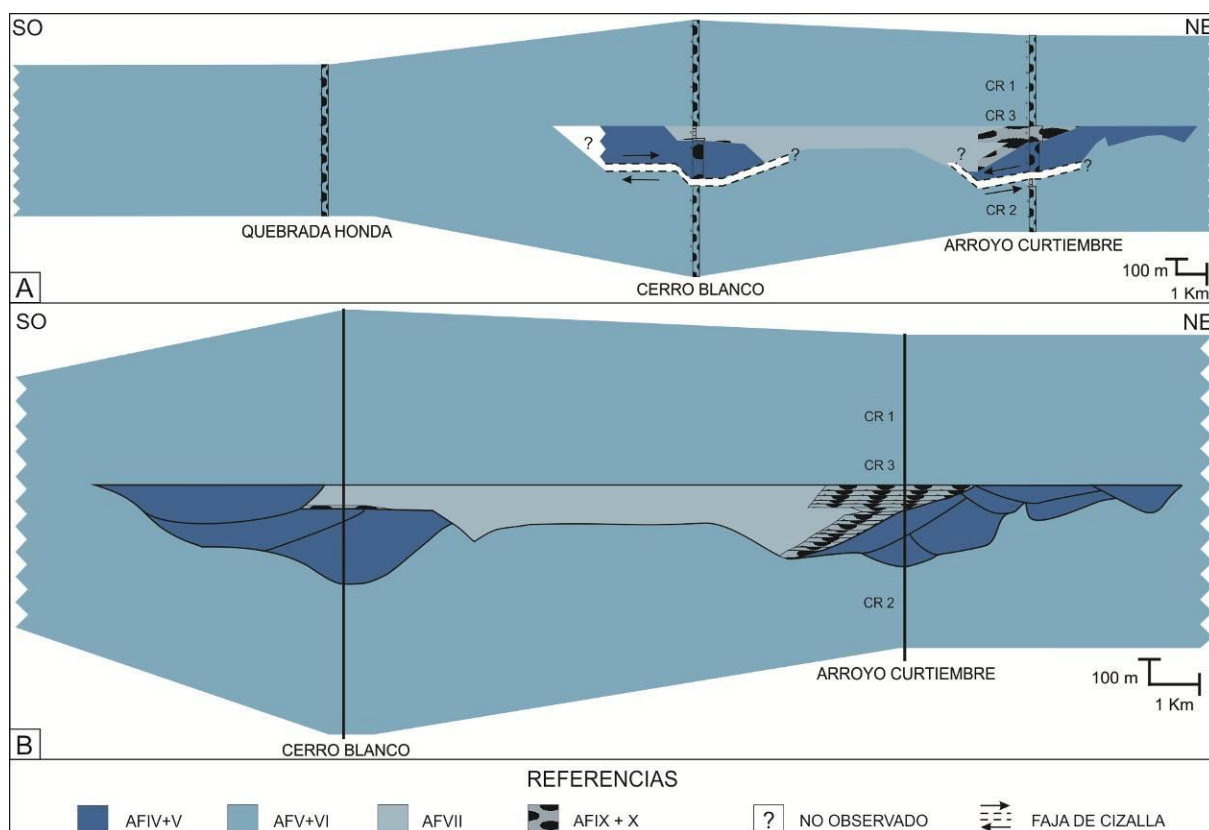 SO
NE
CR 1
CR 3
?
?
?
?
CR 2
QUEBRADA HONDA
ARROYO CURTIEMBRE
CERRO BLANCO
100 m
1 Km
A
SO
NE
CR 1
CR 3
CR 2
ARROYO CURTIEMBRE
100 m
1 Km
CERRO BLANCO
B
REFERENCIAS
AFIV+V
AFV+VI
AFVII
AFIX + X
? NO OBSERVADO
FAJA DE CIZALLA